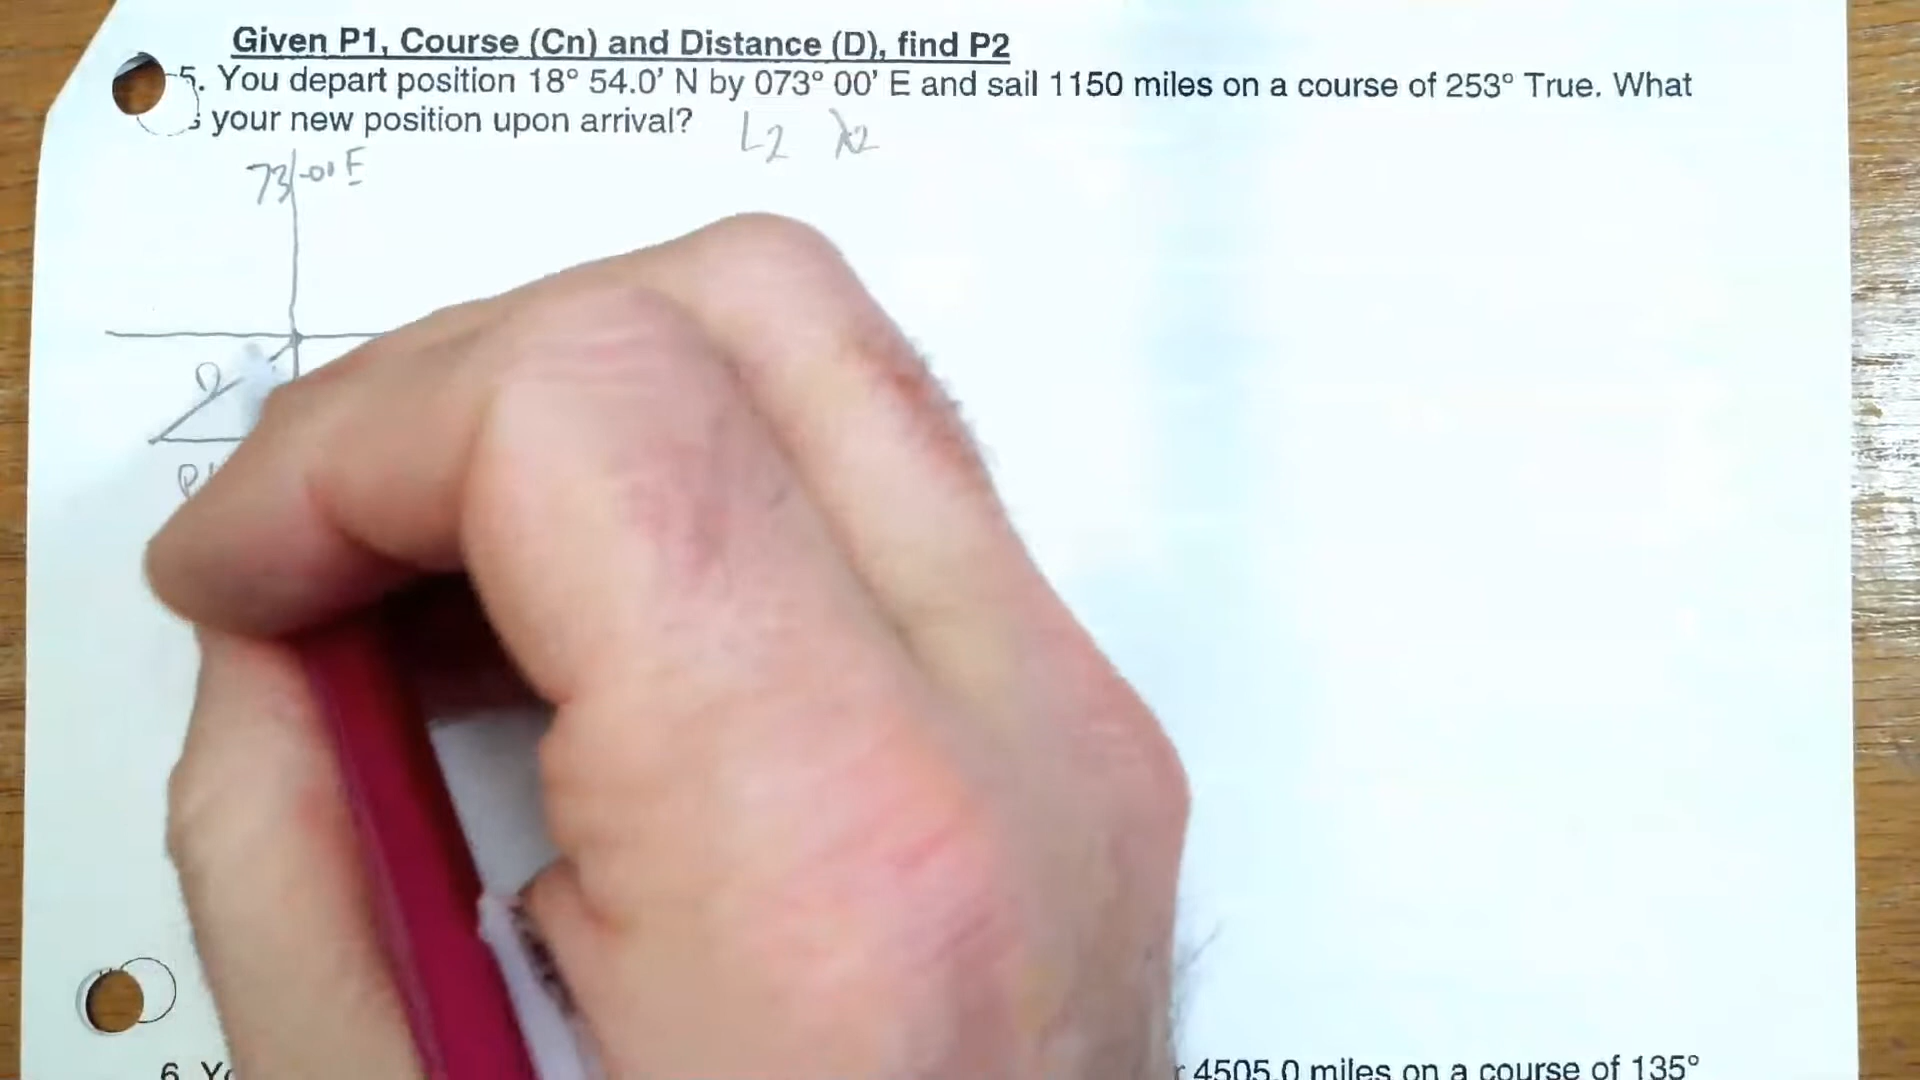 Given P1, Course (Cn) and Distance (D), find P2
5. You depart position 18° 54.0' N by 073° 00' E and sail 1150 miles on a course of 253° True. What
your new position upon arrival? L2 λ2
73-00' E
D
P
6 4505.0 miles on a course of 135°